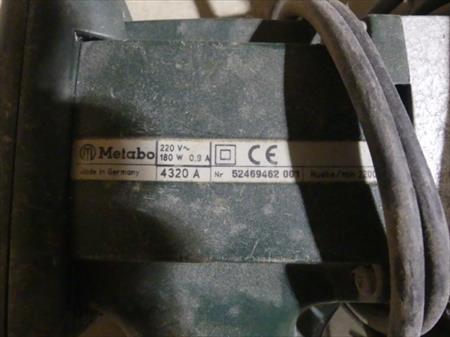 Metabo 220 V~
180 W 0,9 A CE
Made in Germany 4320 A Nr 52469462 001